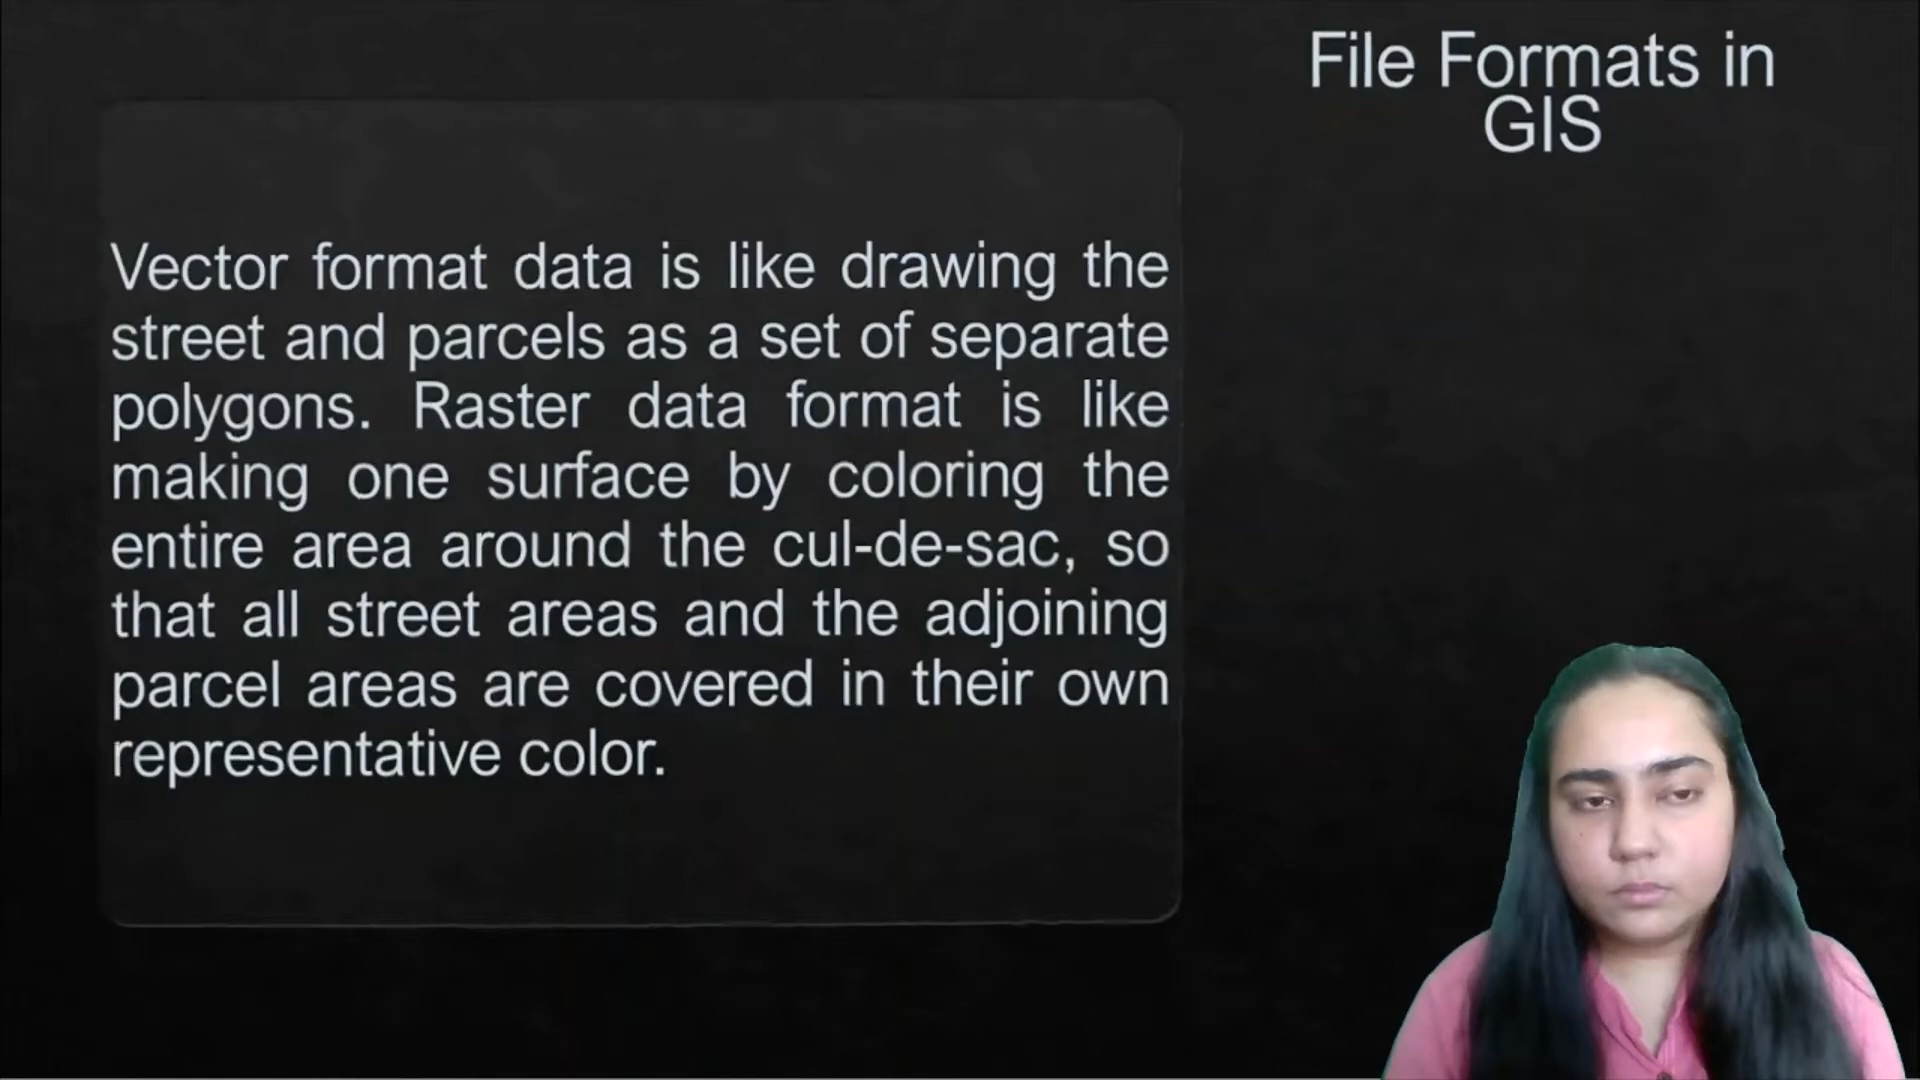 File Formats in
GIS
Vector format data is like drawing the
street and parcels as a set of separate
polygons. Raster data format is like
making one surface by coloring the
entire area around the cul-de-sac, so
that all street areas and the adjoining
parcel areas are covered in their own
representative color.